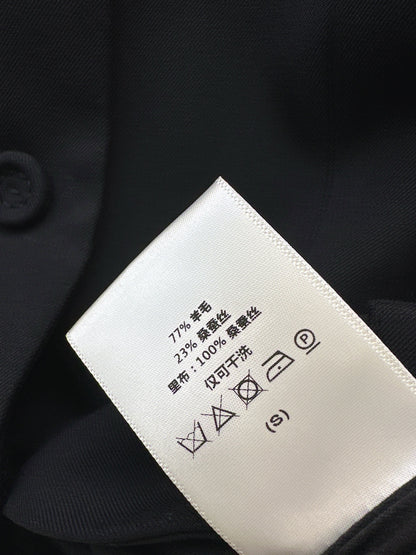 77% 羊毛
23% 桑蚕丝
里布：100% 桑蚕丝
仅可干洗
P
(S)